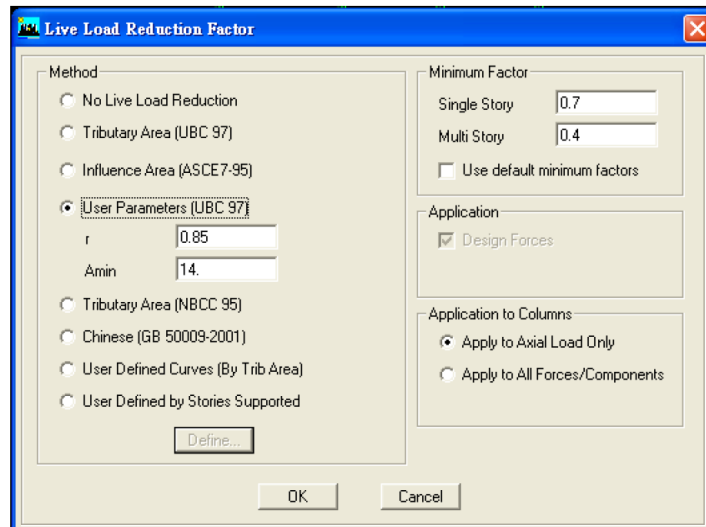 Live Load Reduction Factor
Method
No Live Load Reduction
Tributary Area (UBC 97)
Influence Area (ASCE7-95)
User Parameters (UBC 97)
r 0.85
Amin 14.
Tributary Area (NBCC 95)
Chinese (GB 50009-2001)
User Defined Curves (By Trib Area)
User Defined by Stories Supported
Define...
Minimum Factor
Single Story 0.7
Multi Story 0.4
Use default minimum factors
Application
Design Forces
Application to Columns
Apply to Axial Load Only
Apply to All Forces/Components
OK Cancel